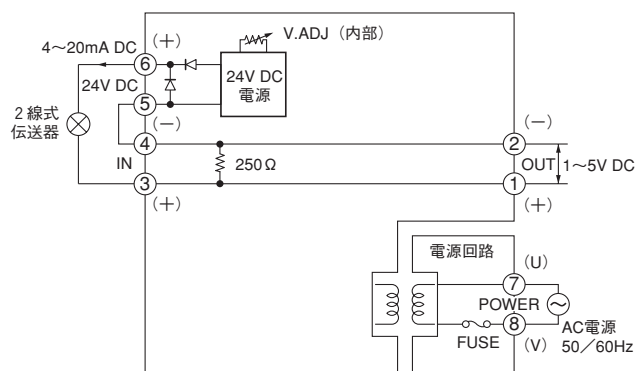 V.ADJ（内部）
4～20mA DC
(+)
6
24V DC
電源
24V DC
5
(−)
2 線式
伝送器
4
2
(−)
IN
250Ω
OUT
1～5V DC
3
1
(+)
(+)
電源回路
(U)
7
POWER
8
FUSE
(V)
AC電源
50／60Hz